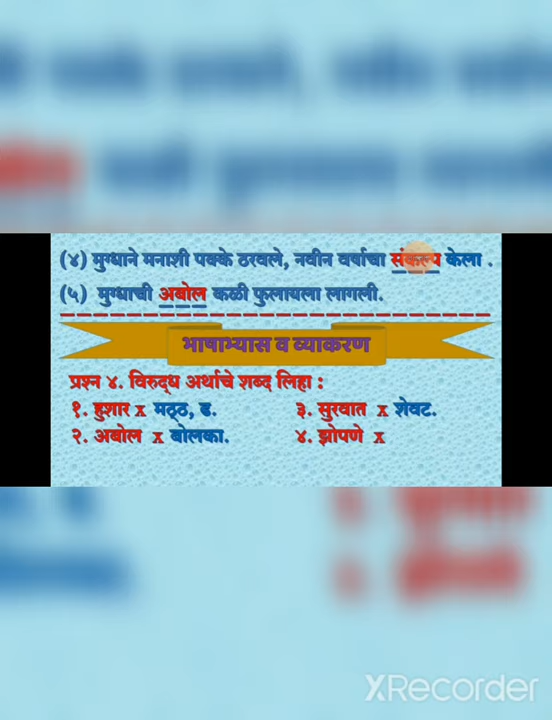 (४) मुग्धाने मनाशी पक्के ठरवले, नवीन वर्षाचा संकल्प केला .
(५) मुग्धाची अबोल कळी फुलायला लागली.
भाषाभ्यास व व्याकरण
प्रश्न ४. विरुद्ध अर्थाचे शब्द लिहा :
१. हुशार x मठ्ठ, ढ. ३. सुरवात x शेवट.
२. अबोल x बोलका. ४. झोपणे x
XRecorder